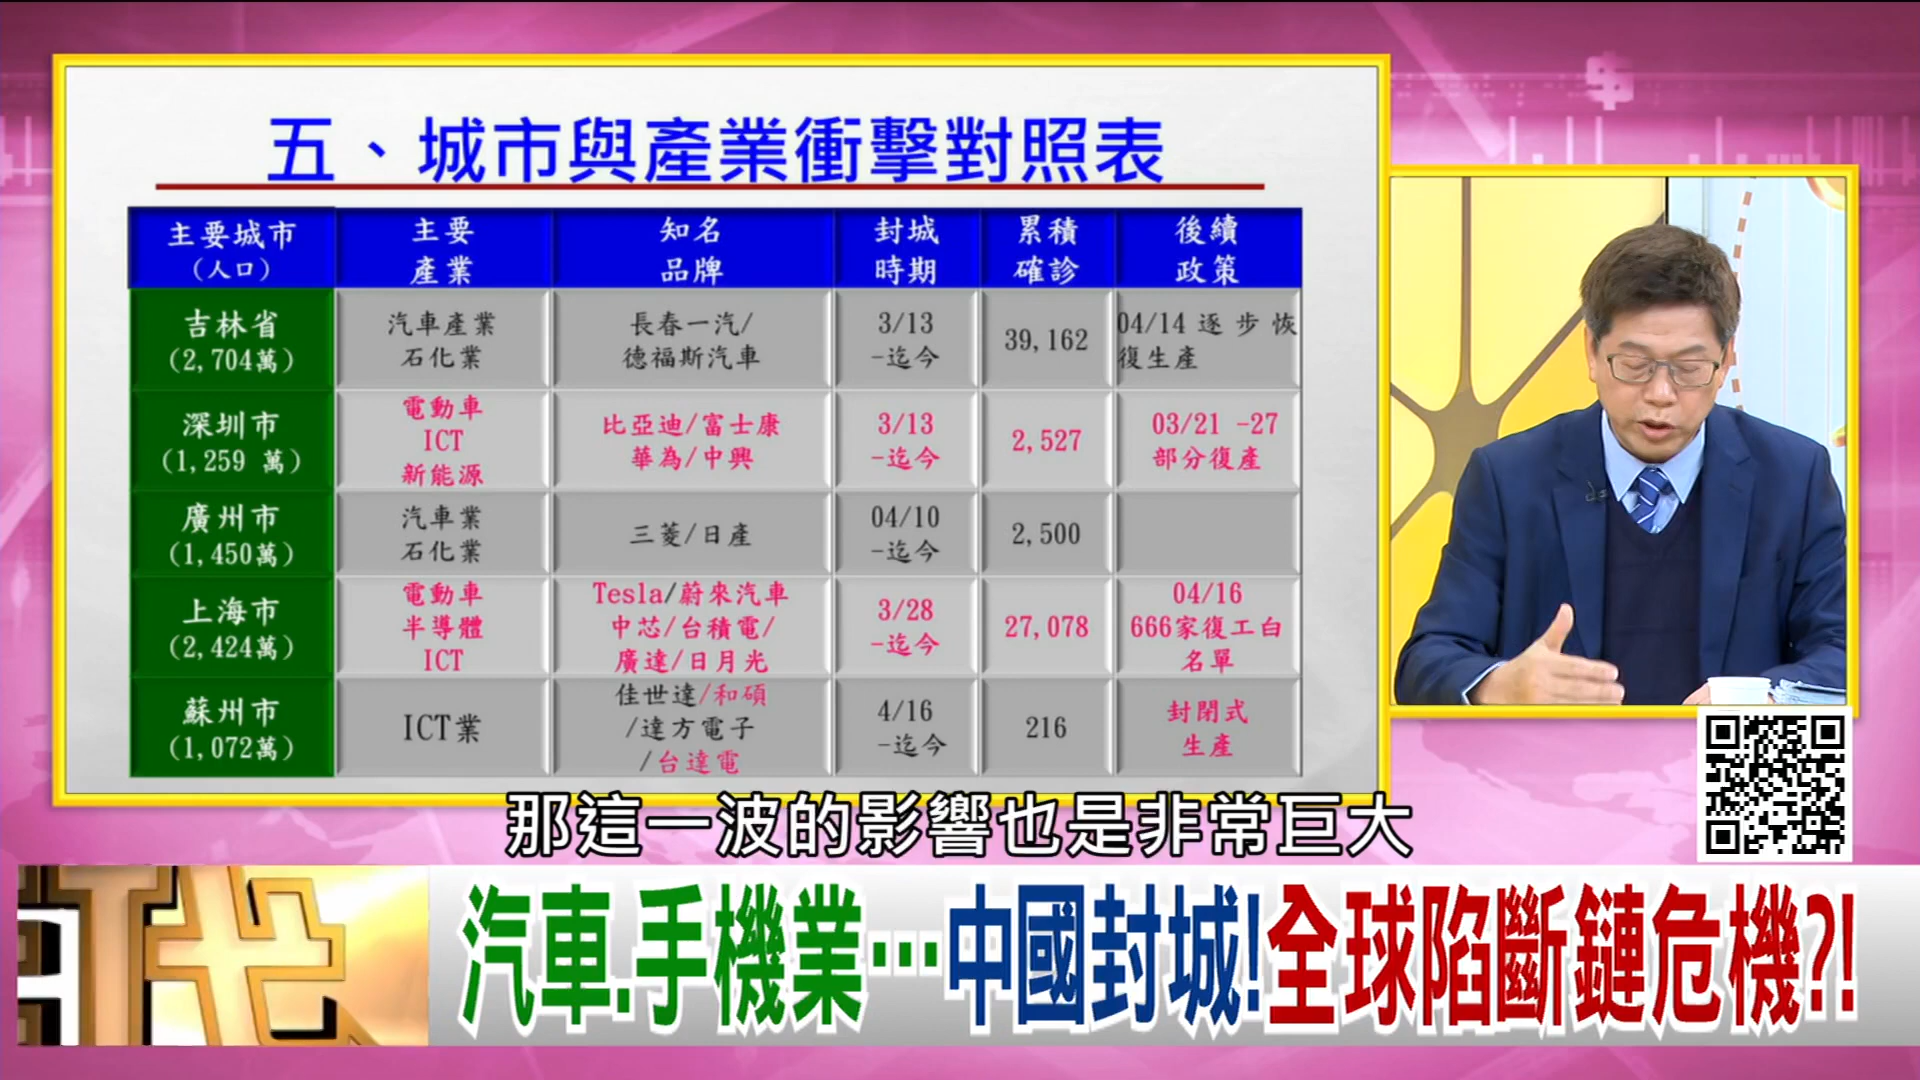 五、城市與產業衝擊對照表
主要城市
(人口)
主要
產業
知名
品牌
封城
時期
累積
確診
後續
政策
吉林省
(2,704萬)
汽車產業
石化業
長春一汽/
德福斯汽車
3/13
-迄今
39,162
04/14 逐步恢
復生產
深圳市
(1,259 萬)
電動車
ICT
新能源
比亞迪/富士康
華為/中興
3/13
-迄今
2,527
03/21 -27
部分復產
廣州市
(1,450萬)
汽車業
石化業
三菱/日產
04/10
-迄今
2,500
上海市
(2,424萬)
電動車
半導體
ICT
Tesla/蔚來汽車
中芯/台積電/
廣達/日月光
3/28
-迄今
27,078
04/16
666家復工白
名單
蘇州市
(1,072萬)
ICT業
佳世達/和碩
/達方電子
/台達電
4/16
-迄今
216
封閉式
生產
那這一波的影響也是非常巨大
汽車.手機業…中國封城!全球陷斷鏈危機?!